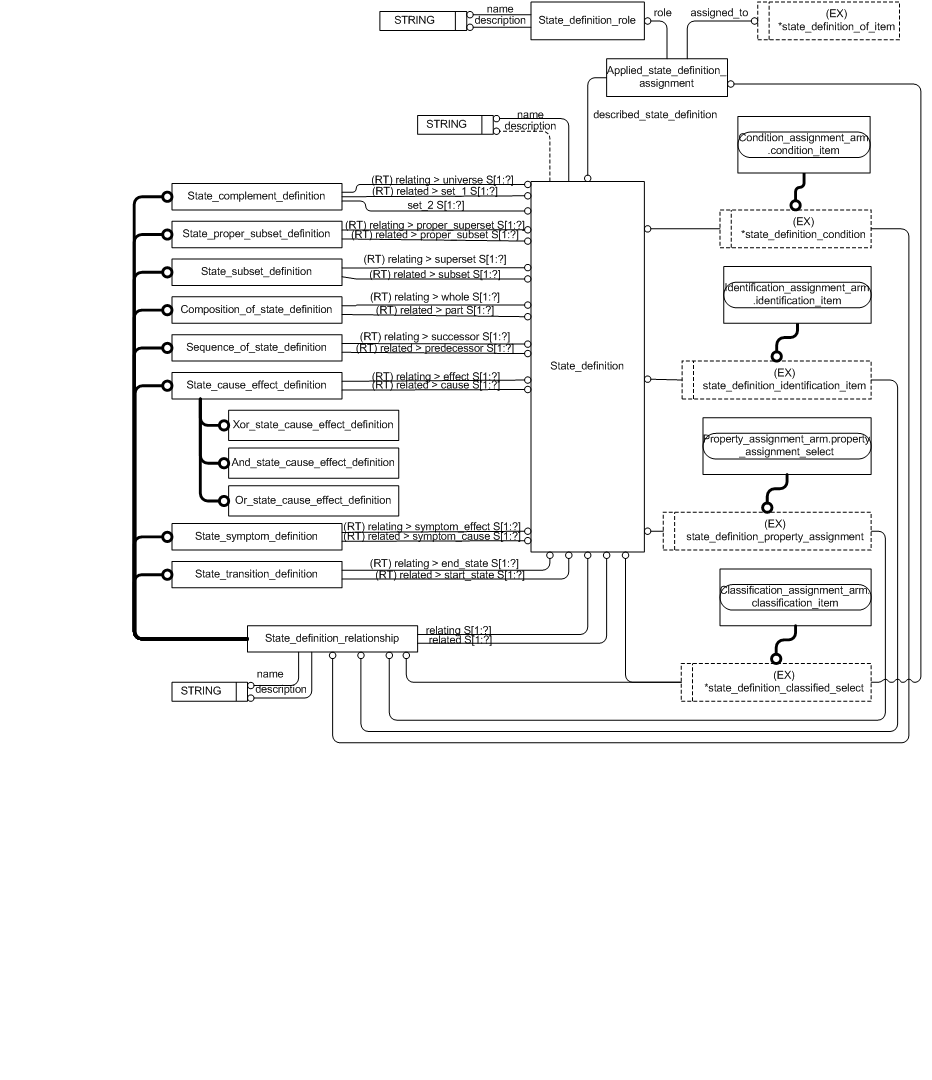 STRING
name
description
State_definition_role
role
assigned_to
(EX)
*state_definition_of_item
Applied_state_definition_
assignment
described_state_definition
STRING
name
description
Condition_assignment_arm
.condition_item
(EX)
*state_definition_condition
State_complement_definition
(RT) relating > universe S[1:?]
(RT) related > set_1 S[1:?]
set_2 S[1:?]
State_proper_subset_definition
(RT) relating > proper_superset S[1:?]
(RT) related > proper_subset S[1:?]
State_subset_definition
(RT) relating > superset S[1:?]
(RT) related > subset S[1:?]
Identification_assignment_arm
.identification_item
Composition_of_state_definition
(RT) relating > whole S[1:?]
(RT) related > part S[1:?]
Sequence_of_state_definition
(RT) relating > successor S[1:?]
(RT) related > predecessor S[1:?]
State_definition
(EX)
state_definition_identification_item
State_cause_effect_definition
(RT) relating > effect S[1:?]
(RT) related > cause S[1:?]
Xor_state_cause_effect_definition
And_state_cause_effect_definition
Or_state_cause_effect_definition
Property_assignment_arm.property
_assignment_select
(EX)
state_definition_property_assignment
State_symptom_definition
(RT) relating > symptom_effect S[1:?]
(RT) related > symptom_cause S[1:?]
State_transition_definition
(RT) relating > end_state S[1:?]
(RT) related > start_state S[1:?]
Classification_assignment_arm.
classification_item
State_definition_relationship
relating S[1:?]
related S[1:?]
(EX)
*state_definition_classified_select
STRING
name
description